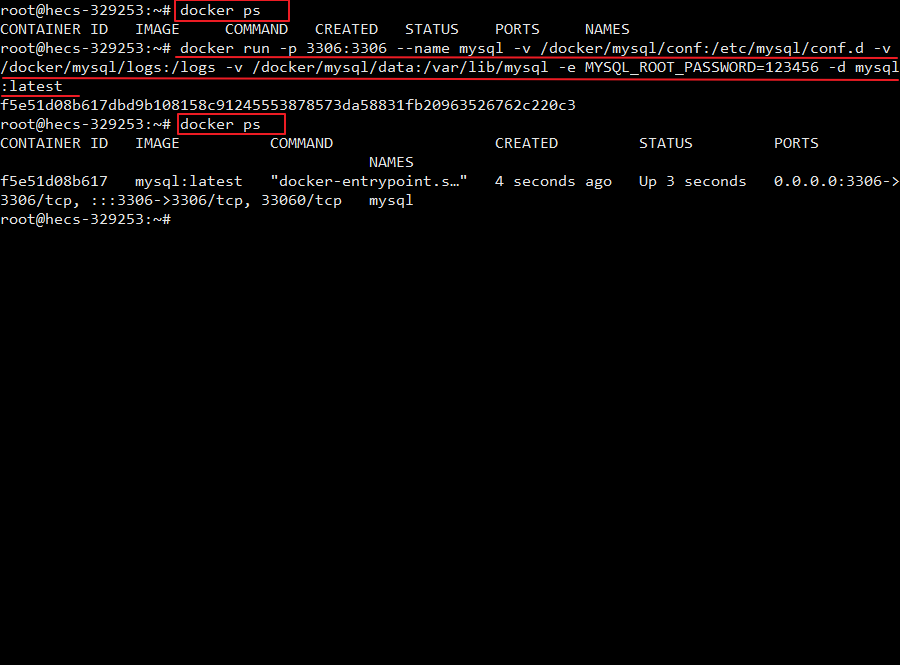 root@hecs-329253:~# docker ps
CONTAINER ID   IMAGE     COMMAND   CREATED   STATUS    PORTS     NAMES
root@hecs-329253:~# docker run -p 3306:3306 --name mysql -v /docker/mysql/conf:/etc/mysql/conf.d -v
/docker/mysql/logs:/logs -v /docker/mysql/data:/var/lib/mysql -e MYSQL_ROOT_PASSWORD=123456 -d mysql
:latest
f5e51d08b617dbd9b108158c91245553878573da58831fb20963526762c220c3
root@hecs-329253:~# docker ps
CONTAINER ID   IMAGE          COMMAND                  CREATED         STATUS         PORTS
                                         NAMES
f5e51d08b617   mysql:latest   "docker-entrypoint.s…"   4 seconds ago   Up 3 seconds   0.0.0.0:3306->
3306/tcp, :::3306->3306/tcp, 33060/tcp   mysql
root@hecs-329253:~#